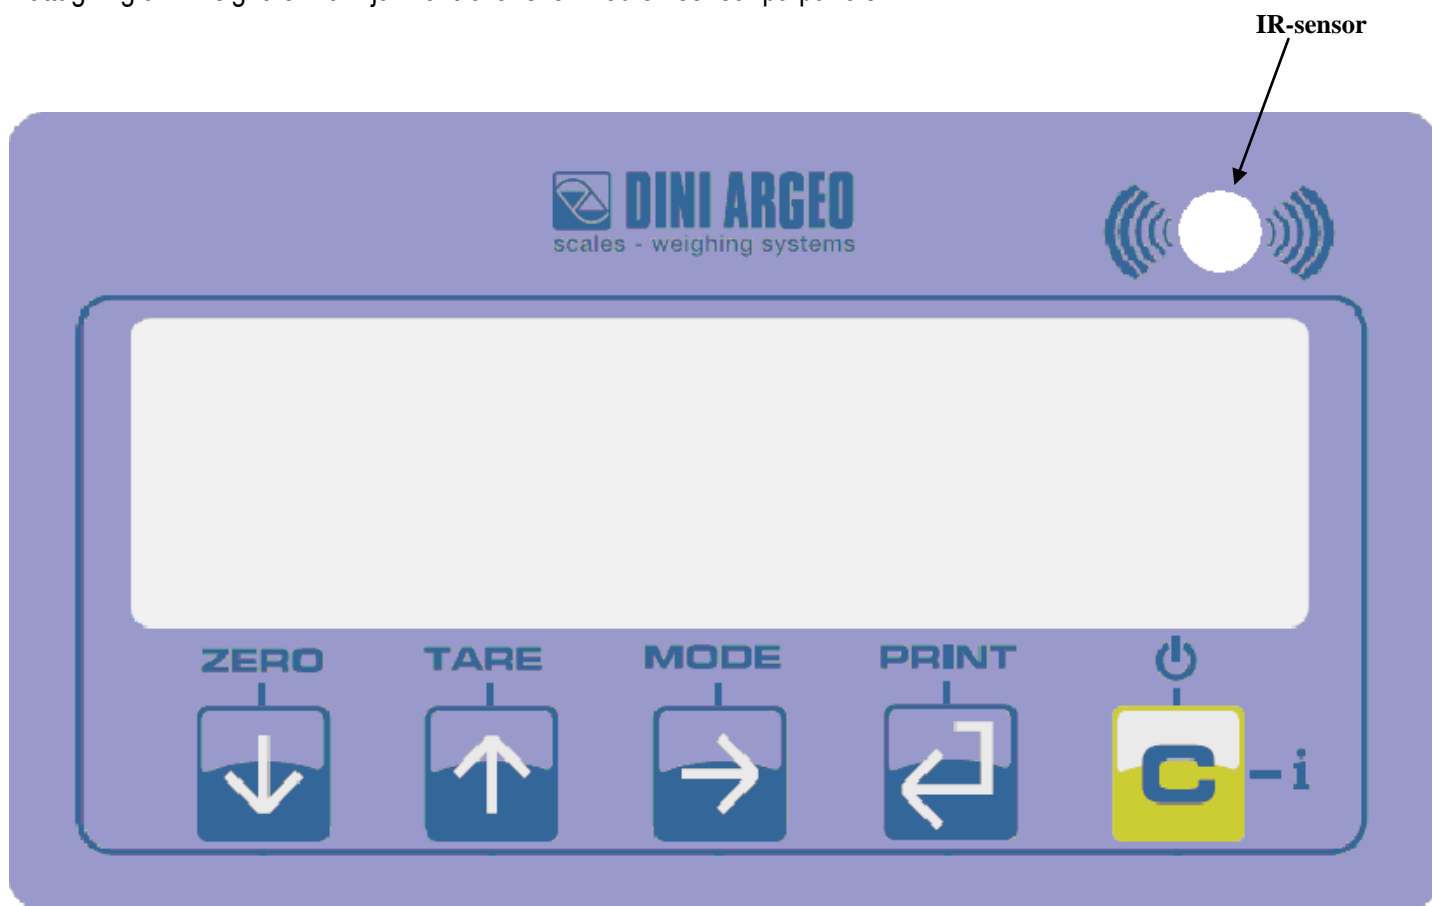 IR-sensor
DINI ARGEO
scales - weighing systems
ZERO TARE MODE PRINT
C - i